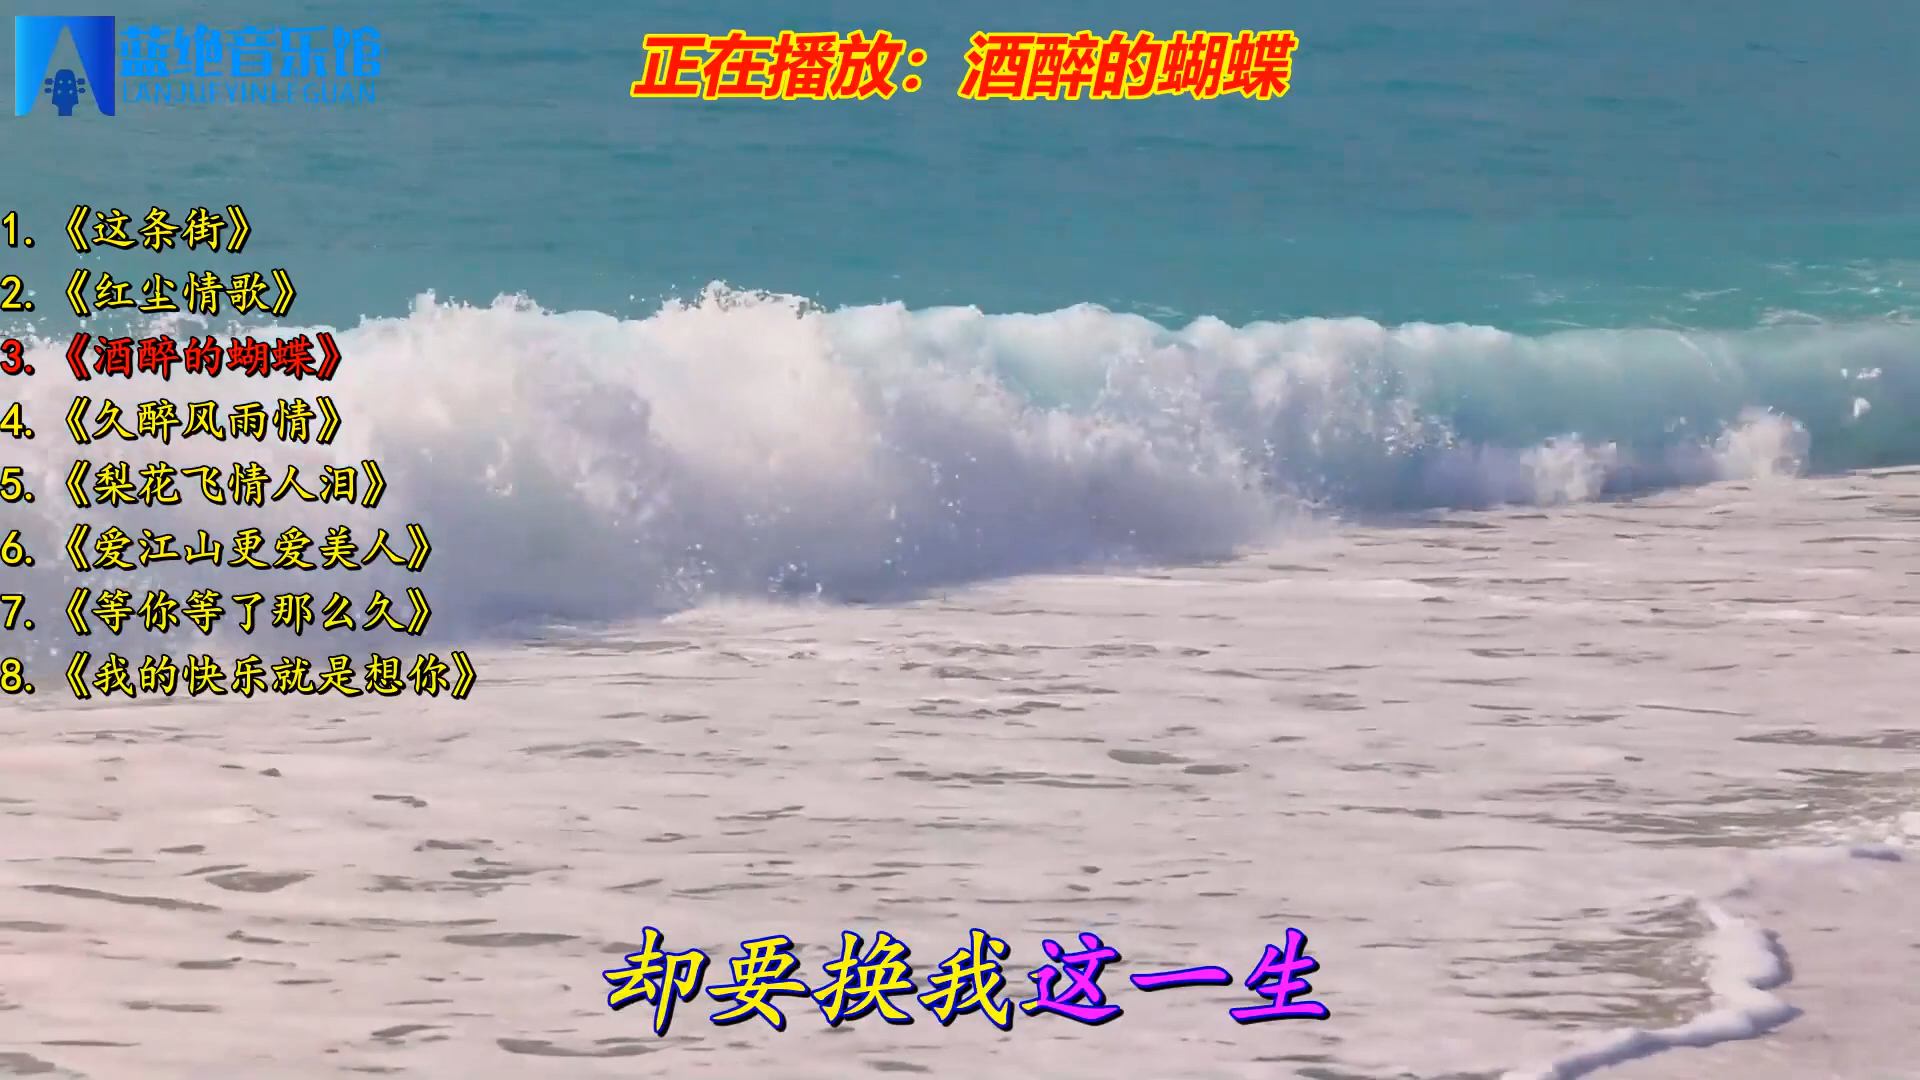 蓝绝音乐馆
LANJUEYINLEGUAN
正在播放：酒醉的蝴蝶
1.《这条街》
2.《红尘情歌》
3.《酒醉的蝴蝶》
4.《久醉风雨情》
5.《梨花飞情人泪》
6.《爱江山更爱美人》
7.《等你等了那么久》
8.《我的快乐就是想你》
却要换我这一生